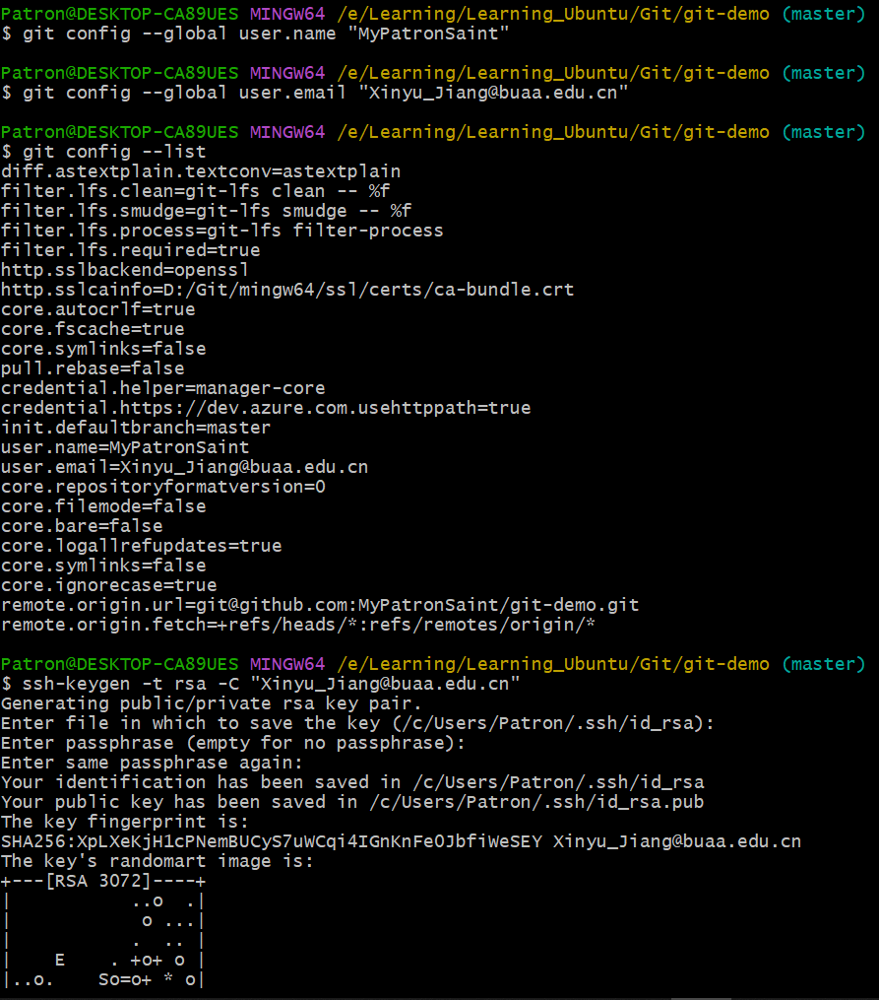 Patron@DESKTOP-CA89UES MINGW64 /e/Learning/Learning_Ubuntu/Git/git-demo (master)
$ git config --global user.name "MyPatronSaint"
Patron@DESKTOP-CA89UES MINGW64 /e/Learning/Learning_Ubuntu/Git/git-demo (master)
$ git config --global user.email "Xinyu_Jiang@buaa.edu.cn"
Patron@DESKTOP-CA89UES MINGW64 /e/Learning/Learning_Ubuntu/Git/git-demo (master)
$ git config --list
diff.astextplain.textconv=astextplain
filter.lfs.clean=git-lfs clean -- %f
filter.lfs.smudge=git-lfs smudge -- %f
filter.lfs.process=git-lfs filter-process
filter.lfs.required=true
http.sslbackend=openssl
http.sslcainfo=D:/Git/mingw64/ssl/certs/ca-bundle.crt
core.autocrlf=true
core.fscache=true
core.symlinks=false
pull.rebase=false
credential.helper=manager-core
credential.https://dev.azure.com.usehttppath=true
init.defaultbranch=master
user.name=MyPatronSaint
user.email=Xinyu_Jiang@buaa.edu.cn
core.repositoryformatversion=0
core.filemode=false
core.bare=false
core.logallrefupdates=true
core.symlinks=false
core.ignorecase=true
remote.origin.url=git@github.com:MyPatronSaint/git-demo.git
remote.origin.fetch=+refs/heads/*:refs/remotes/origin/*
Patron@DESKTOP-CA89UES MINGW64 /e/Learning/Learning_Ubuntu/Git/git-demo (master)
$ ssh-keygen -t rsa -C "Xinyu_Jiang@buaa.edu.cn"
Generating public/private rsa key pair.
Enter file in which to save the key (/c/Users/Patron/.ssh/id_rsa):
Enter passphrase (empty for no passphrase):
Enter same passphrase again:
Your identification has been saved in /c/Users/Patron/.ssh/id_rsa
Your public key has been saved in /c/Users/Patron/.ssh/id_rsa.pub
The key fingerprint is:
SHA256:XpLXeKjH1cPNemBUCyS7uWCqi4IGnKnFe0JbfiWeSEY Xinyu_Jiang@buaa.edu.cn
The key's randomart image is:
+---[RSA 3072]----+
|           ..o  .|
|            o ...|
|           .  .. |
|    E    . +o+ o |
|..o.    So=o+ * o|